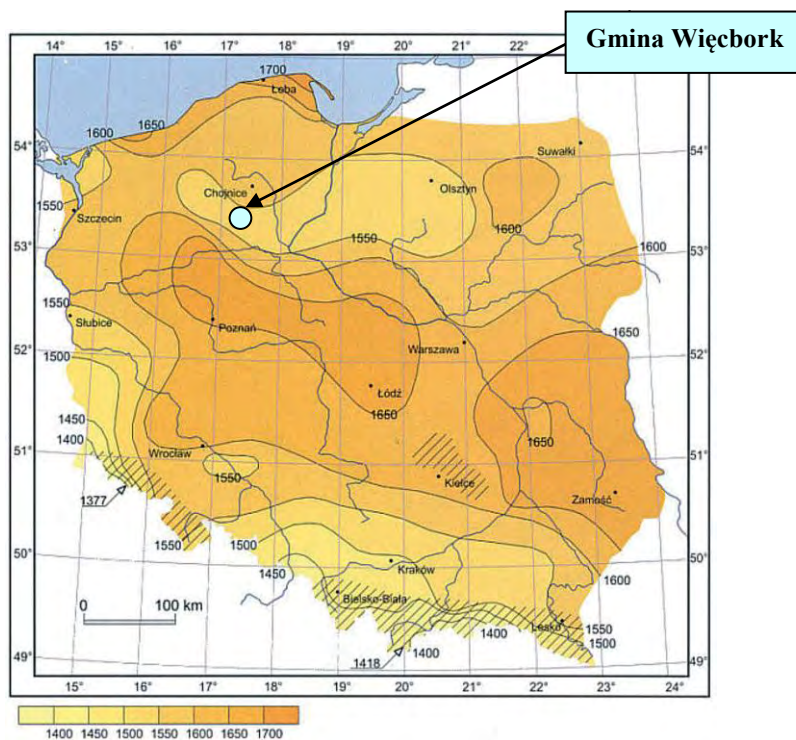 Gmina Więcbork
14° 15° 16° 17° 18° 19° 20° 21° 22°
1700
Łeba
1650
1600
54° 54°
Suwałki
Chojnice
Olsztyn
1550
Szczecin
1550
1600
1600
53° 53°
1550
Słubice
Poznań
1650
Warszawa
52° 52°
1500
Łódź
1650
1450
1650
1400
51° 51°
Wrocław
1550
Kielce
Zamość
1377
1550
1500
50° 50°
1450
Kraków
1600
0 100 km
Bielsko-Biała
Lesko
1550
1400
1500
49° 49°
1418
1400
15° 16° 17° 18° 19° 20° 21° 22° 23° 24°
1400 1450 1500 1550 1600 1650 1700